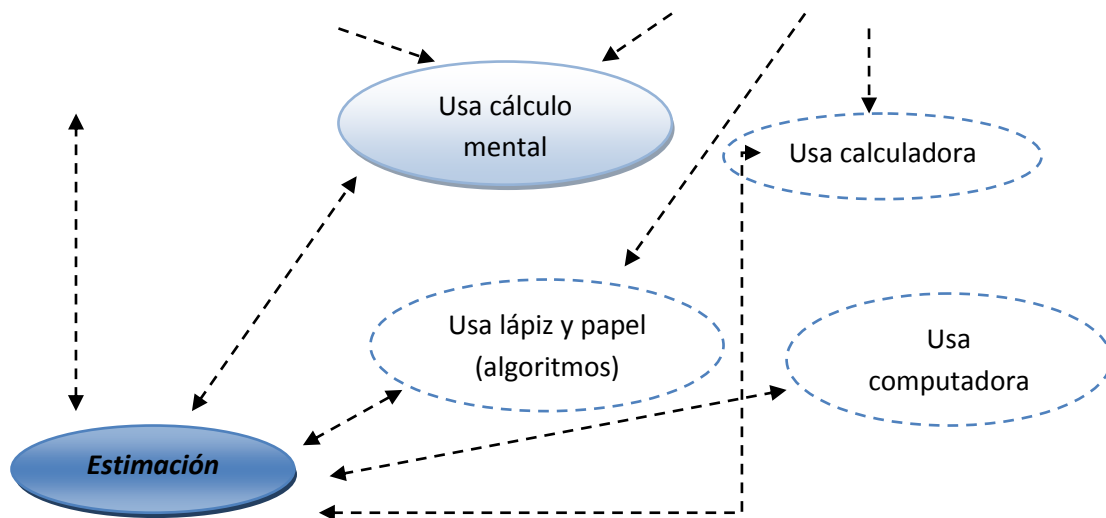 Usa cálculo
mental
Usa calculadora
Usa lápiz y papel
(algoritmos)
Usa
computadora
Estimación